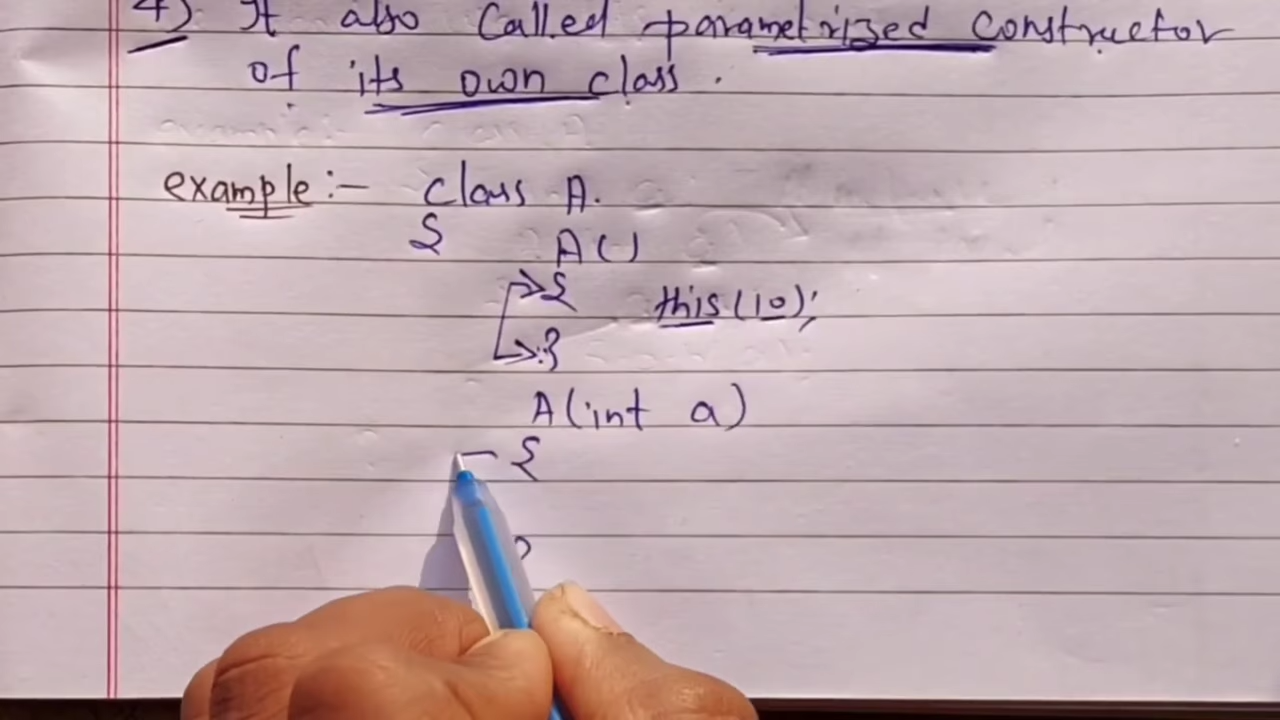 4) It also called parametrized constructor
of its own class.
example:- class A.
{ A()
{ this(10);
}
A(int a)
{
}